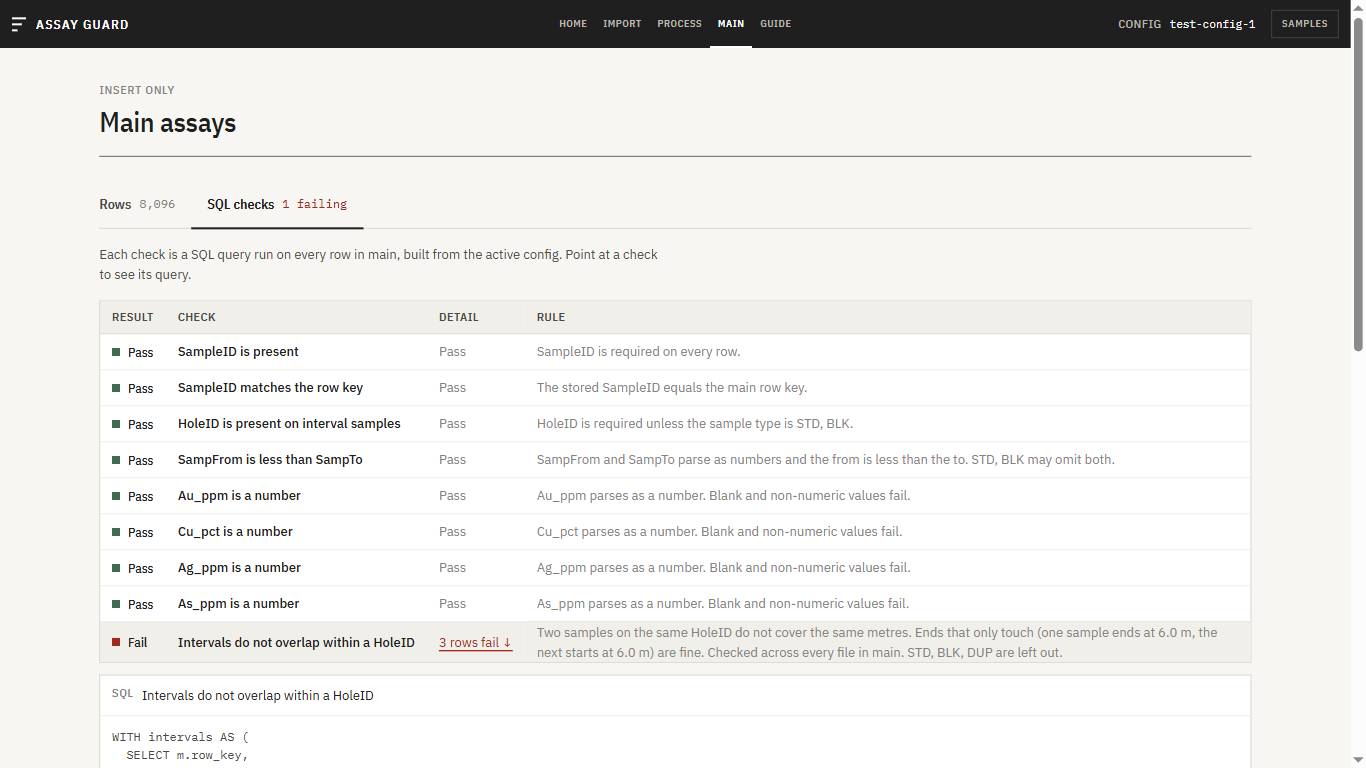 ASSAY GUARD
HOME IMPORT PROCESS MAIN GUIDE
CONFIG test-config-1 SAMPLES
INSERT ONLY
Main assays
Rows 8,096 SQL checks 1 failing
Each check is a SQL query run on every row in main, built from the active config. Point at a check
to see its query.
RESULT CHECK DETAIL RULE
Pass SampleID is present Pass SampleID is required on every row.
Pass SampleID matches the row key Pass The stored SampleID equals the main row key.
Pass HoleID is present on interval samples Pass HoleID is required unless the sample type is STD, BLK.
Pass SampFrom is less than SampTo Pass SampFrom and SampTo parse as numbers and the from is less than the to. STD, BLK may omit both.
Pass Au_ppm is a number Pass Au_ppm parses as a number. Blank and non-numeric values fail.
Pass Cu_pct is a number Pass Cu_pct parses as a number. Blank and non-numeric values fail.
Pass Ag_ppm is a number Pass Ag_ppm parses as a number. Blank and non-numeric values fail.
Pass As_ppm is a number Pass As_ppm parses as a number. Blank and non-numeric values fail.
Fail Intervals do not overlap within a HoleID 3 rows fail ↓ Two samples on the same HoleID do not cover the same metres. Ends that only touch (one sample ends at 6.0 m, the
next starts at 6.0 m) are fine. Checked across every file in main. STD, BLK, DUP are left out.
SQL Intervals do not overlap within a HoleID
WITH intervals AS (
SELECT m.row_key,